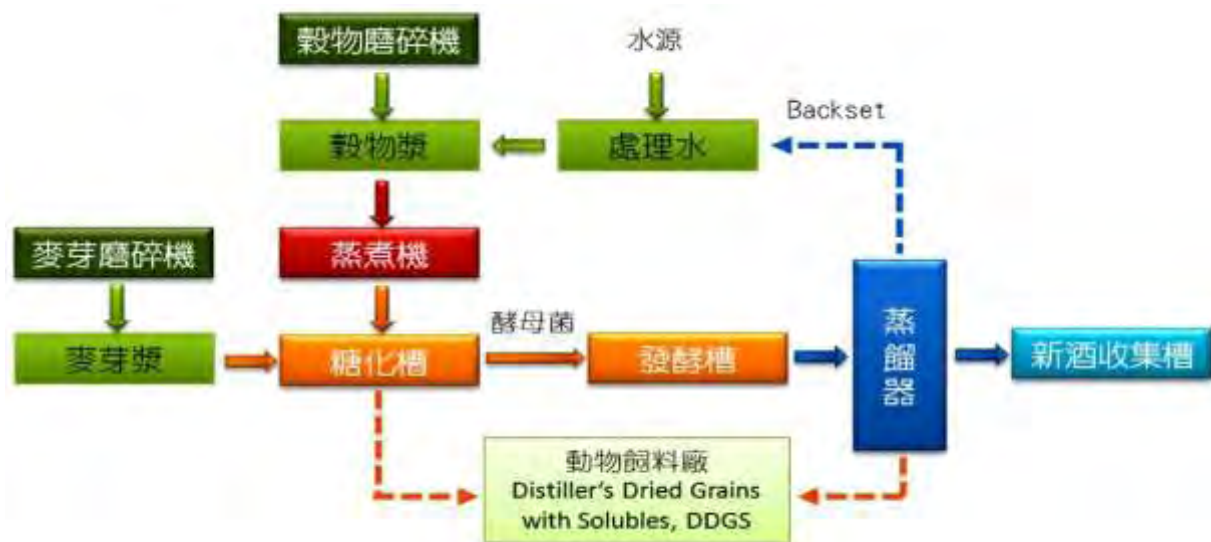 穀物磨碎機
水源
Backset
穀物漿
處理水
麥芽磨碎機
蒸煮機
酵母菌
蒸餾器
麥芽漿
糖化槽
發酵槽
新酒收集槽
動物飼料廠
Distiller's Dried Grains
with Solubles, DDGS